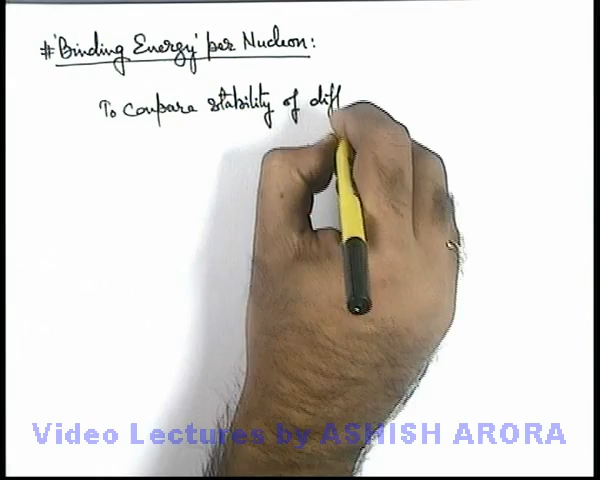 #'Binding Energy' per Nucleon:
To compare stability of diff
Video Lectures by ASHISH ARORA